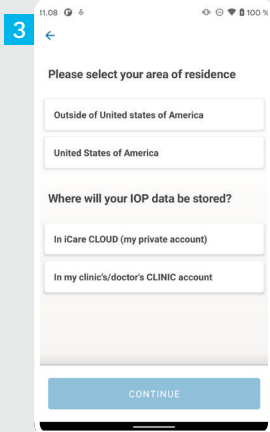 3
11.08 100 %
Please select your area of residence
Outside of United states of America
United States of America
Where will your IOP data be stored?
In iCare CLOUD (my private account)
In my clinic's/doctor's CLINIC account
CONTINUE